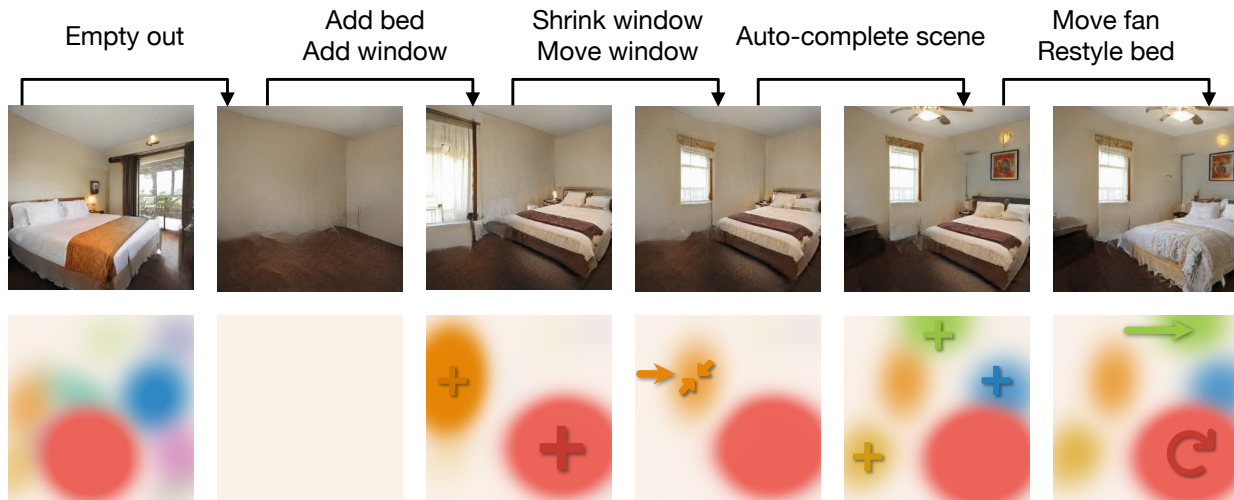 Empty out
Add bed
Add window
Shrink window
Move window
Auto-complete scene
Move fan
Restyle bed